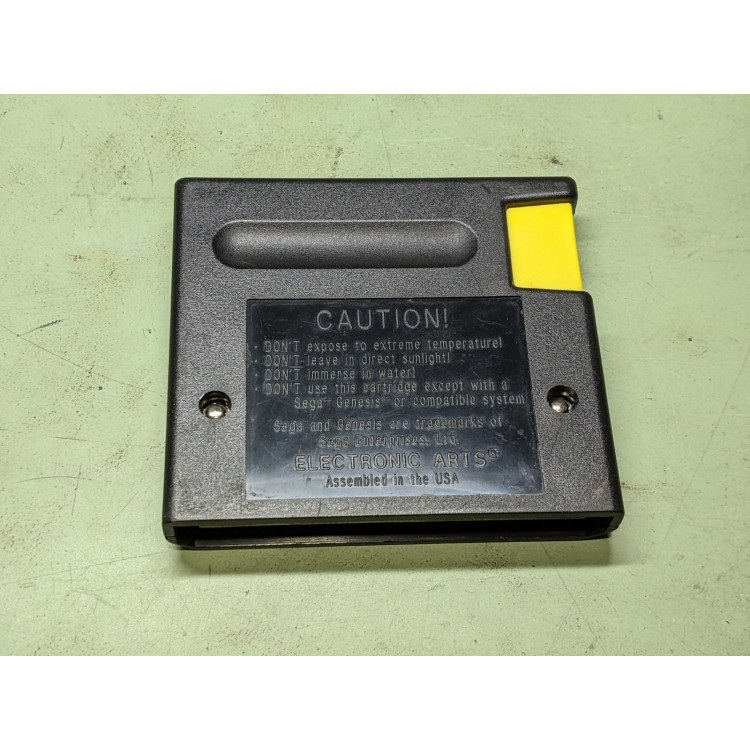 CAUTION!
· DON'T expose to extreme temperature!
· DON'T leave in direct sunlight!
· DON'T immerse in water!
· DON'T use this cartridge except with a
Sega™ Genesis™ or compatible system
Sega and Genesis are trademarks of
Sega Enterprises, Ltd.
ELECTRONIC ARTS®
Assembled in the USA